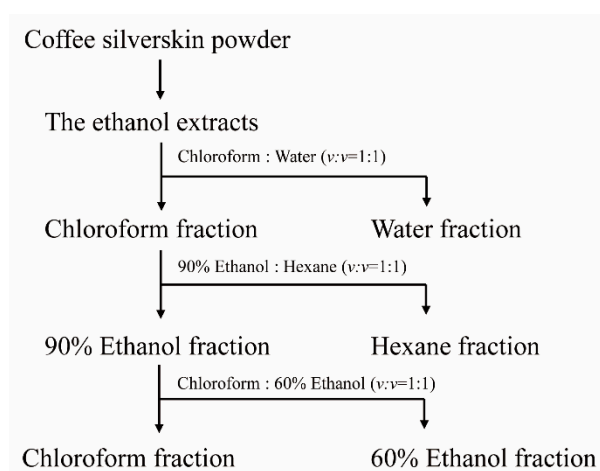 Coffee silverskin powder
The ethanol extracts
Chloroform : Water (v:v=1:1)
Chloroform fraction Water fraction
90% Ethanol : Hexane (v:v=1:1)
90% Ethanol fraction Hexane fraction
Chloroform : 60% Ethanol (v:v=1:1)
Chloroform fraction 60% Ethanol fraction